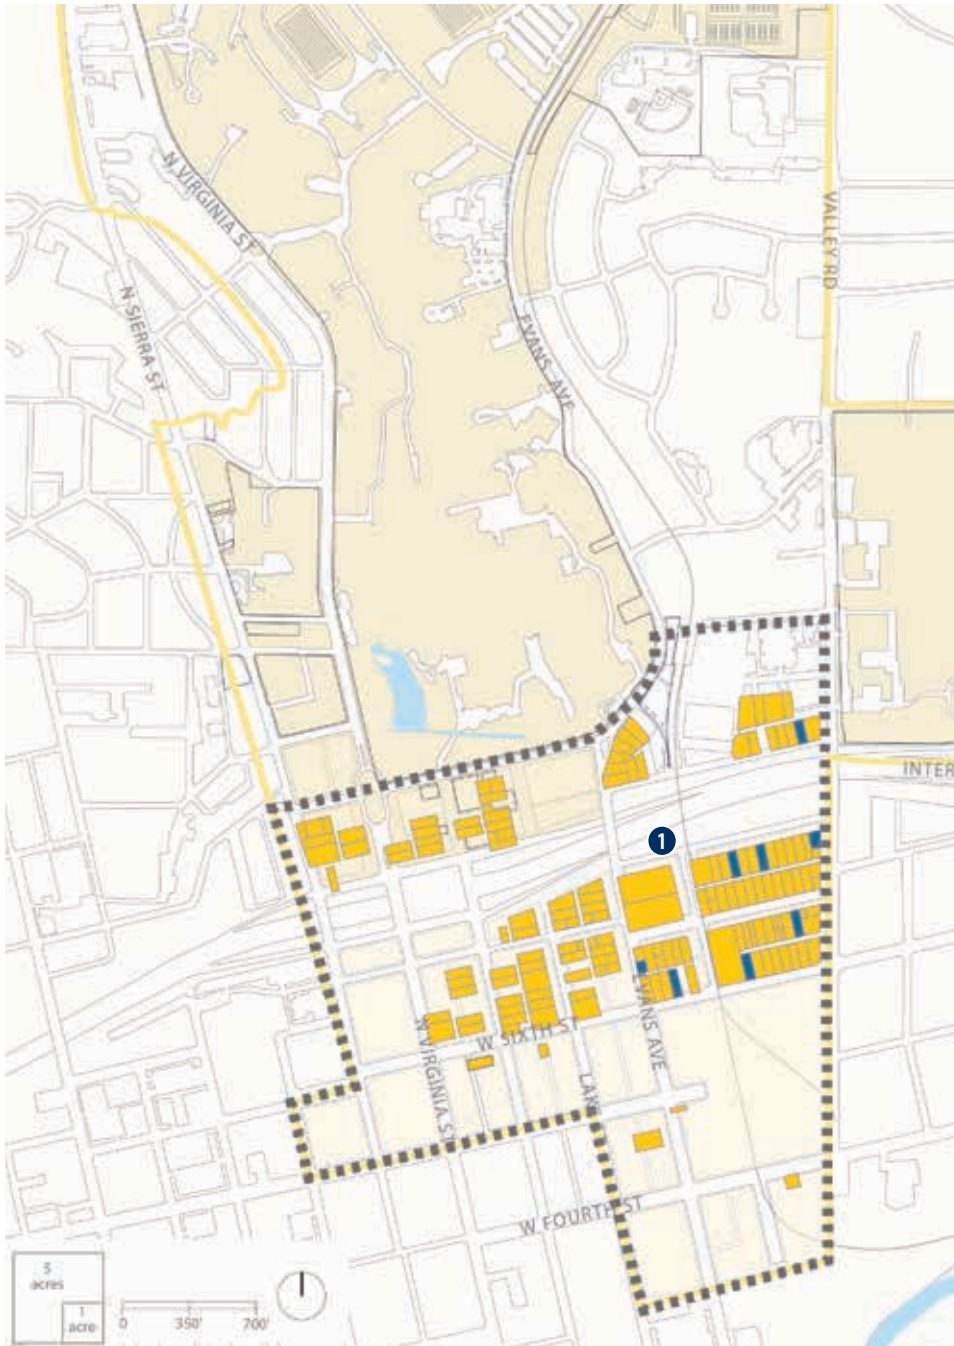 N VIRGINIA ST
VALLEY RD
N SIERRA ST
EVANS AVE
INTER
1
EVANS AVE
W SIXTH ST
N VIRGINIA ST
LAKE
W FOURTH ST
5
acres
1
acre
0 350' 700'